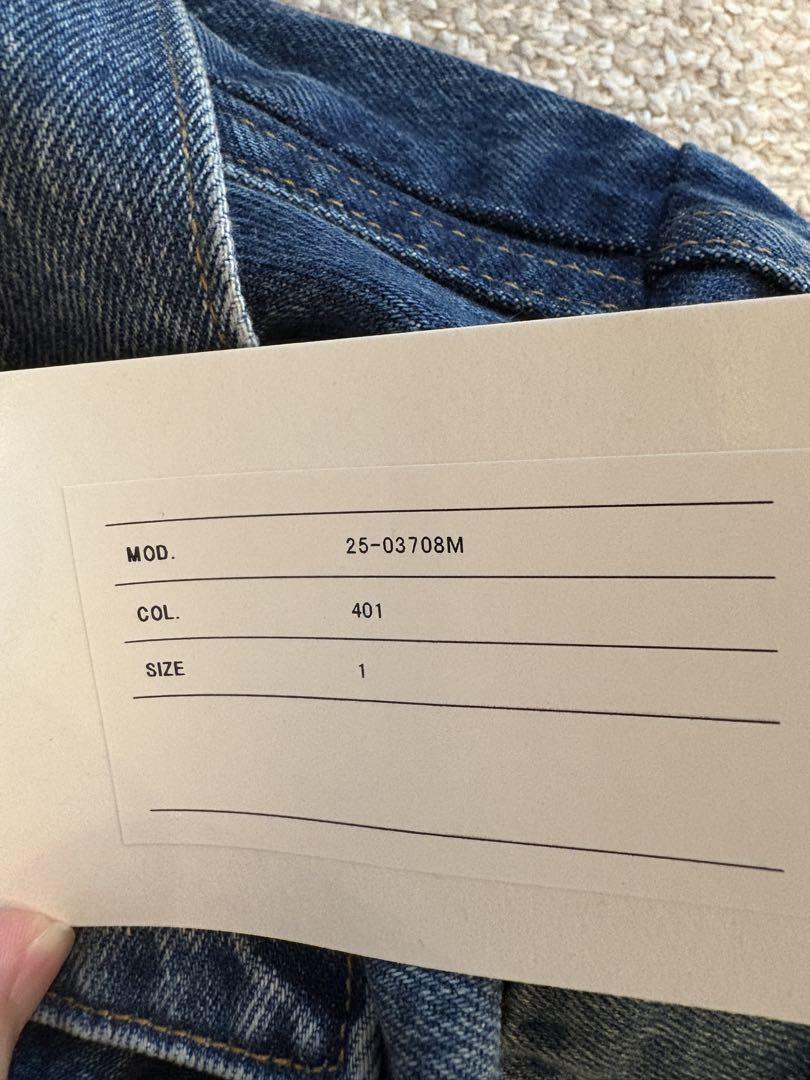 MOD. 25-03708M
COL. 401
SIZE 1